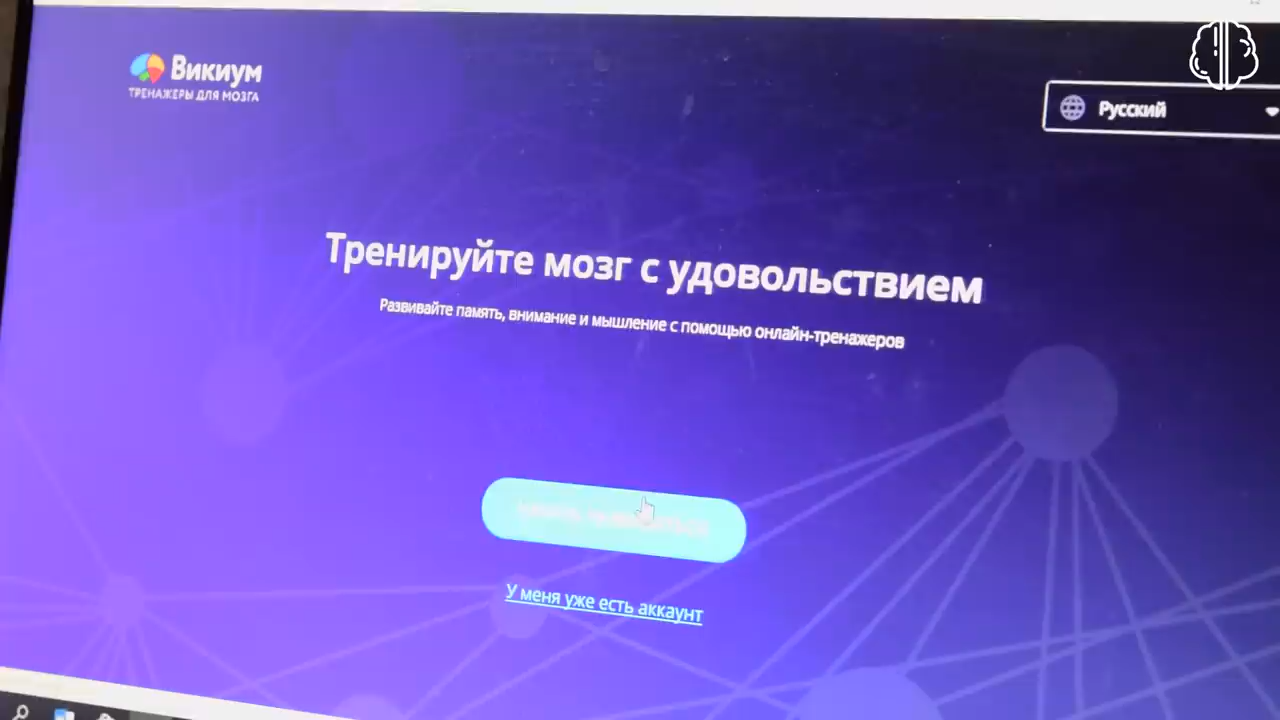 Викиум
ТРЕНАЖЕРЫ ДЛЯ МОЗГА
Русский
Тренируйте мозг с удовольствием
Развивайте память, внимание и мышление с помощью онлайн-тренажеров
У меня уже есть аккаунт